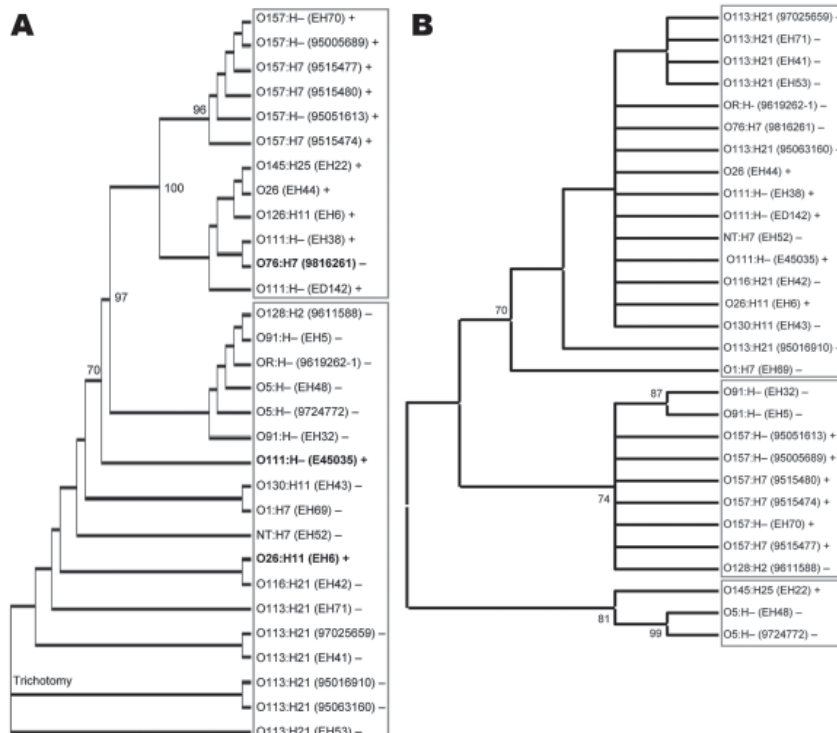 A
O157:H– (EH70) +
O157:H– (95005689) +
O157:H7 (9515477) +
O157:H7 (9515480) +
96
O157:H– (95051613) +
O157:H7 (9515474) +
O145:H25 (EH22) +
100
O26 (EH44) +
O126:H11 (EH6) +
O111:H– (EH38) +
O76:H7 (9816261) –
O111:H– (ED142) +
97
O128:H2 (9611588) –
O91:H– (EH5) –
OR:H– (9619262-1) –
70
O5:H– (EH48) –
O5:H– (9724772) –
O91:H– (EH32) –
O111:H– (E45035) +
O130:H11 (EH43) –
O1:H7 (EH69) –
NT:H7 (EH52) –
O26:H11 (EH6) +
O116:H21 (EH42) –
O113:H21 (EH71) –
O113:H21 (97025659) –
O113:H21 (EH41) –
Trichotomy
O113:H21 (95016910) –
O113:H21 (95063160) –
O113:H21 (EH53) –
B
O113:H21 (97025659) –
O113:H21 (EH71) –
O113:H21 (EH41) –
O113:H21 (EH53) –
OR:H- (9619262-1) –
O76:H7 (9816261) –
O113:H21 (95063160) –
O26 (EH44) +
O111:H– (EH38) +
O111:H– (ED142) +
NT:H7 (EH52) –
O111:H– (E45035) +
O116:H21 (EH42) –
O26:H11 (EH6) +
70
O130:H11 (EH43) –
O113:H21 (95016910) –
O1:H7 (EH69) –
87
O91:H– (EH32) –
O91:H– (EH5) –
O157:H– (95051613) +
O157:H– (95005689) +
O157:H7 (9515480) +
74
O157:H7 (9515474) +
O157:H– (EH70) +
O157:H7 (9515477) +
O128:H2 (9611588) –
O145:H25 (EH22) +
81
O5:H– (EH48) –
99
O5:H– (9724772) –